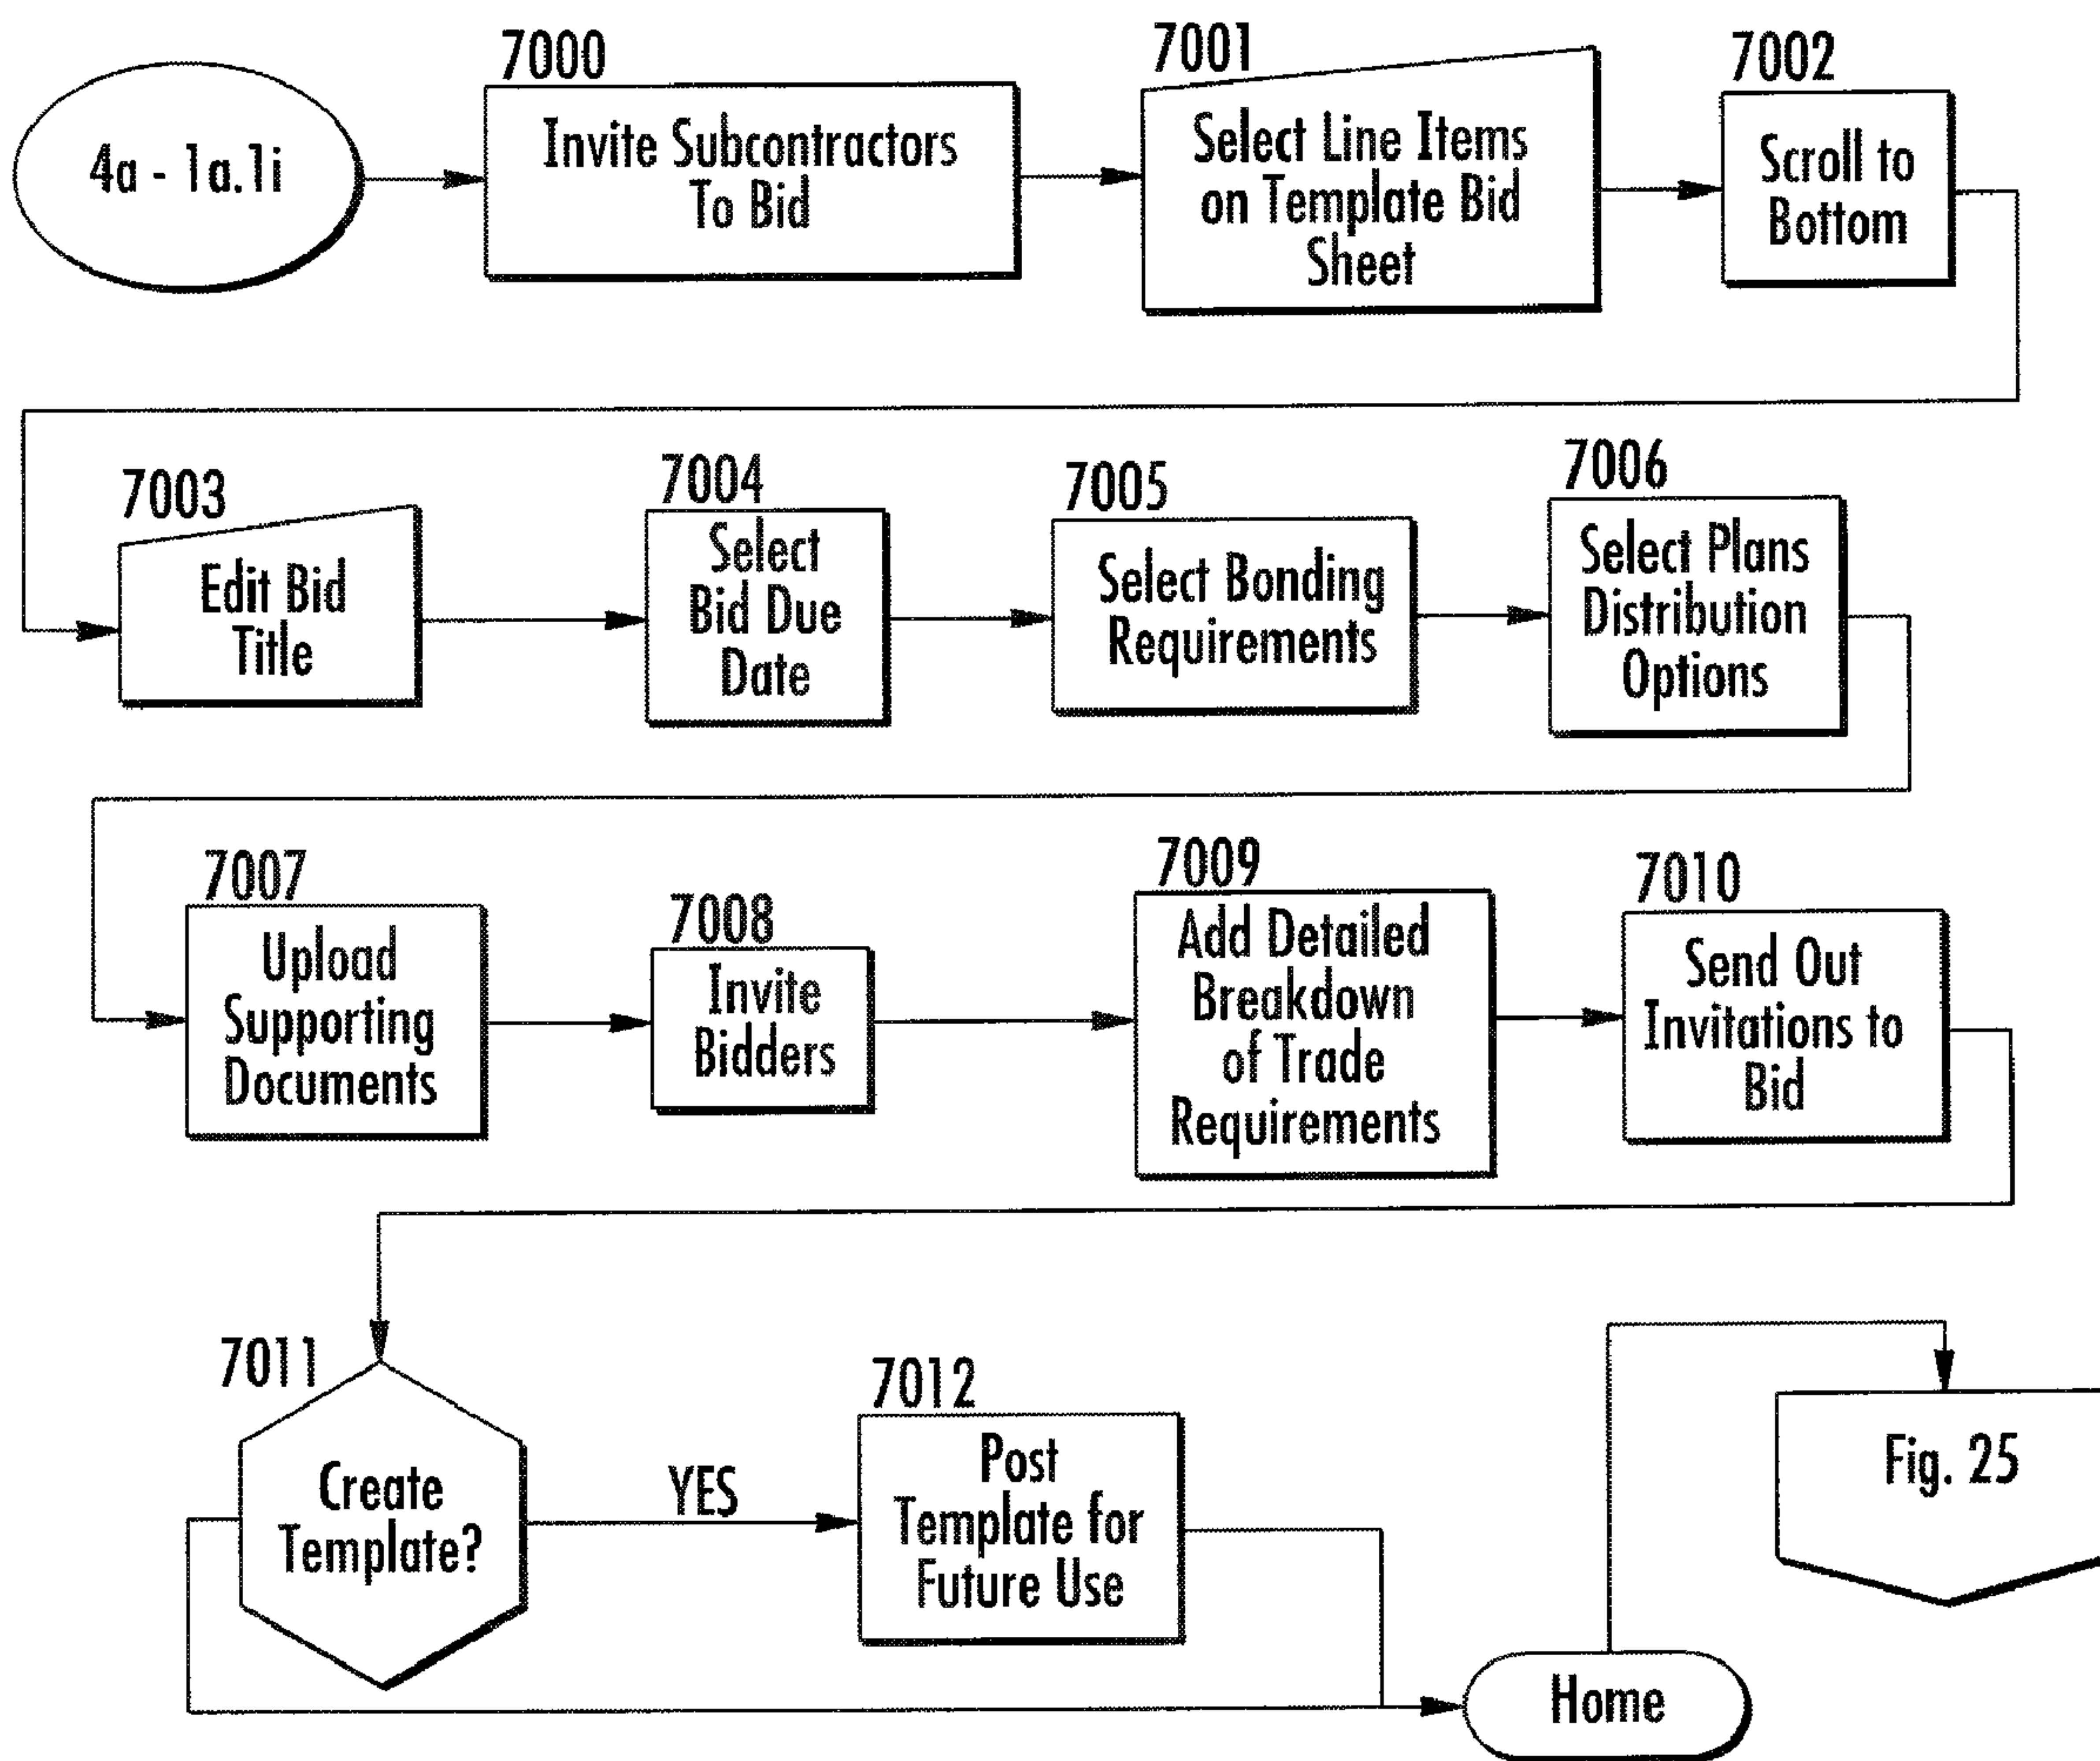 4a - 1a.1i
7000
Invite Subcontractors
To Bid
7001
Select Line Items
on Template Bid
Sheet
7002
Scroll to
Bottom
7003
Edit Bid
Title
7004
Select
Bid Due
Date
7005
Select Bonding
Requirements
7006
Select Plans
Distribution
Options
7007
Upload
Supporting
Documents
7008
Invite
Bidders
7009
Add Detailed
Breakdown
of Trade
Requirements
7010
Send Out
Invitations to
Bid
7011
Create
Template?
YES
7012
Post
Template for
Future Use
Home
Fig. 25